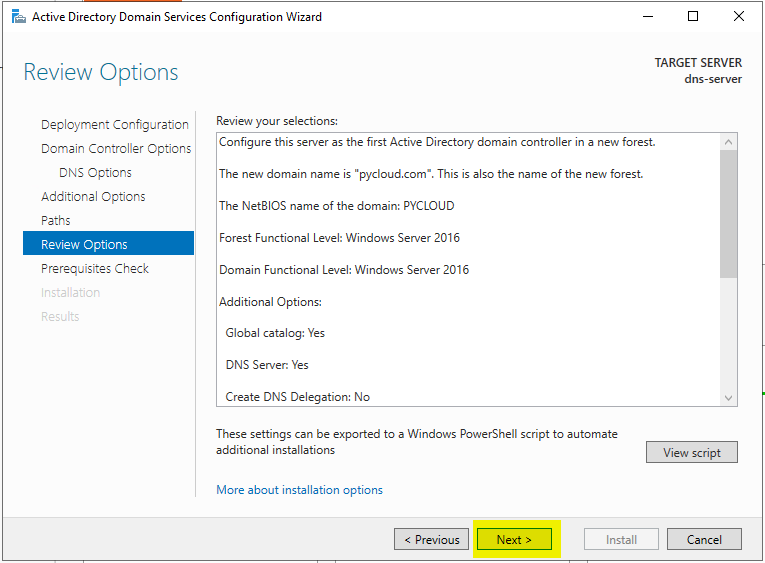 Active Directory Domain Services Configuration Wizard
Review Options
TARGET SERVER
dns-server
Deployment Configuration
Domain Controller Options
DNS Options
Additional Options
Paths
Review Options
Prerequisites Check
Installation
Results
Review your selections:
Configure this server as the first Active Directory domain controller in a new forest.
The new domain name is "pycloud.com". This is also the name of the new forest.
The NetBIOS name of the domain: PYCLOUD
Forest Functional Level: Windows Server 2016
Domain Functional Level: Windows Server 2016
Additional Options:
Global catalog: Yes
DNS Server: Yes
Create DNS Delegation: No
These settings can be exported to a Windows PowerShell script to automate
additional installations
View script
More about installation options
< Previous
Next >
Install
Cancel